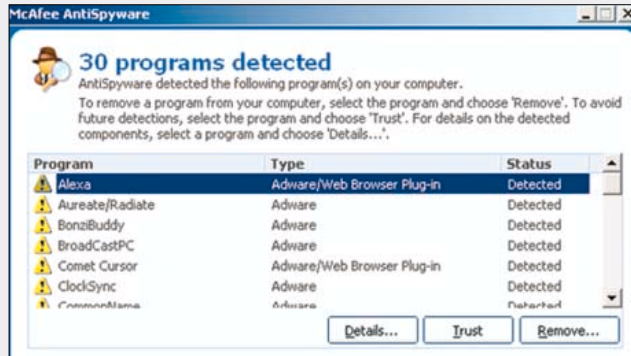 McAfee AntiSpyware
30 programs detected
AntiSpyware detected the following program(s) on your computer.
To remove a program from your computer, select the program and choose 'Remove'. To avoid
future detections, select the program and choose 'Trust'. For details on the detected
components, select a program and choose 'Details...'.
Program Type Status
Alexa Adware/Web Browser Plug-in Detected
Aureate/Radiate Adware Detected
BonziBuddy Adware Detected
BroadCastPC Adware Detected
Comet Cursor Adware/Web Browser Plug-in Detected
ClockSync Adware Detected
CommonName Adware Detected
Details... Trust Remove...